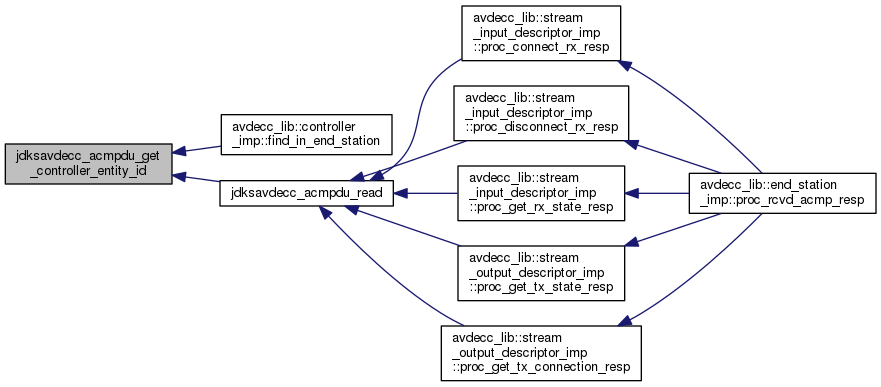 jdksavdecc_acmpdu_get
_controller_entity_id
avdecc_lib::controller
_imp::find_in_end_station
jdksavdecc_acmpdu_read
avdecc_lib::stream
_input_descriptor_imp
::proc_connect_rx_resp
avdecc_lib::stream
_input_descriptor_imp
::proc_disconnect_rx_resp
avdecc_lib::stream
_input_descriptor_imp
::proc_get_rx_state_resp
avdecc_lib::stream
_output_descriptor_imp
::proc_get_tx_state_resp
avdecc_lib::stream
_output_descriptor_imp
::proc_get_tx_connection_resp
avdecc_lib::end_station
_imp::proc_rcvd_acmp_resp